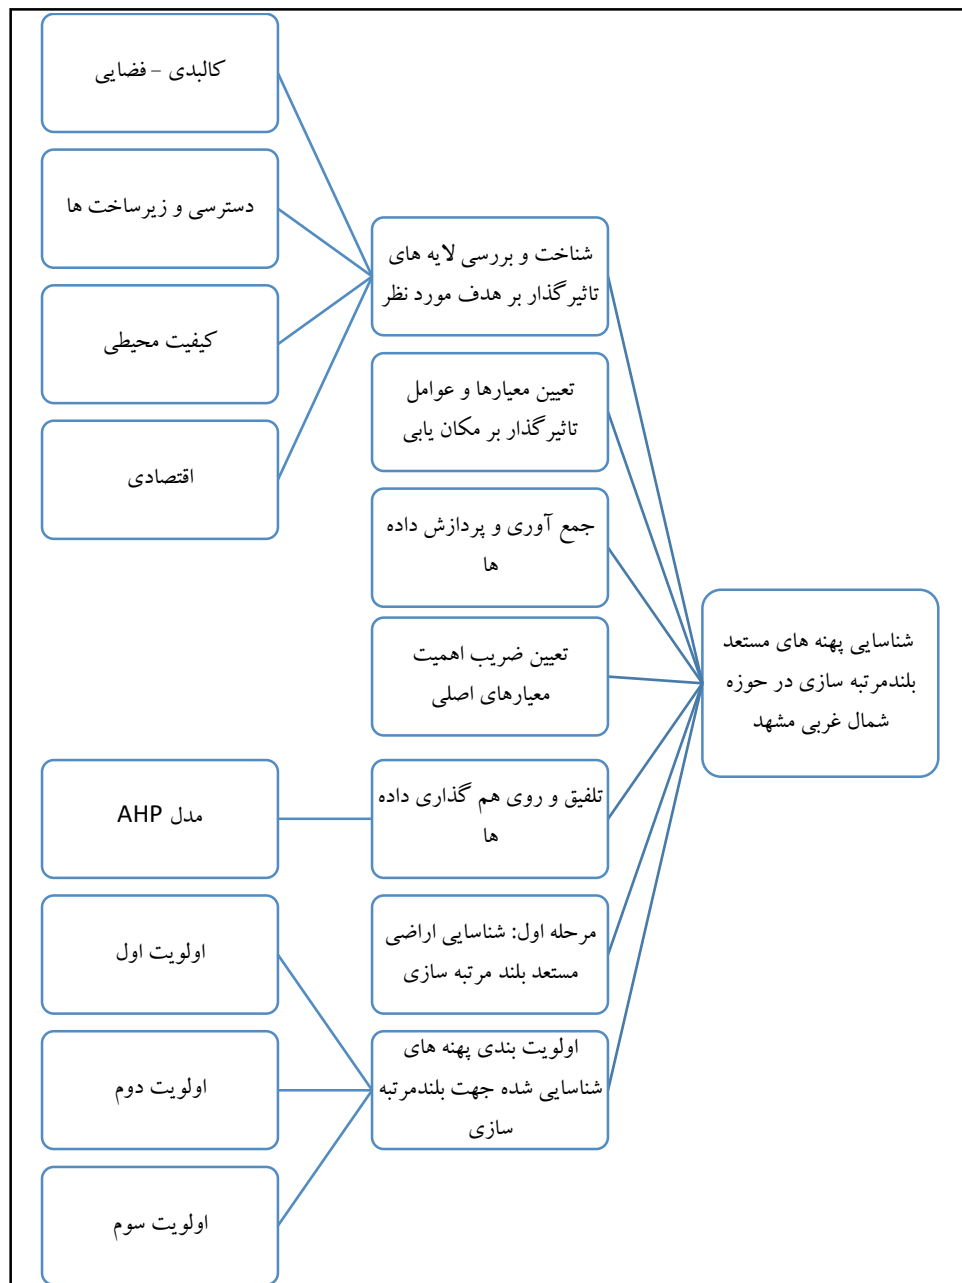 شناسایی پهنه های مستعد
بلندمرتبه سازی در حوزه
شمال غربی مشهد
شناخت و بررسی لایه های
تاثیرگذار بر هدف مورد نظر
کالبدی – فضایی
دسترسی و زیرساخت ها
کیفیت محیطی
اقتصادی
تعیین معیارها و عوامل
تاثیرگذار بر مکان یابی
جمع آوری و پردازش داده
ها
تعیین ضریب اهمیت
معیارهای اصلی
تلفیق و روی هم گذاری داده
ها
مدل AHP
مرحله اول: شناسایی اراضی
مستعد بلند مرتبه سازی
اولویت بندی پهنه های
شناسایی شده جهت بلندمرتبه
سازی
اولویت اول
اولویت دوم
اولویت سوم